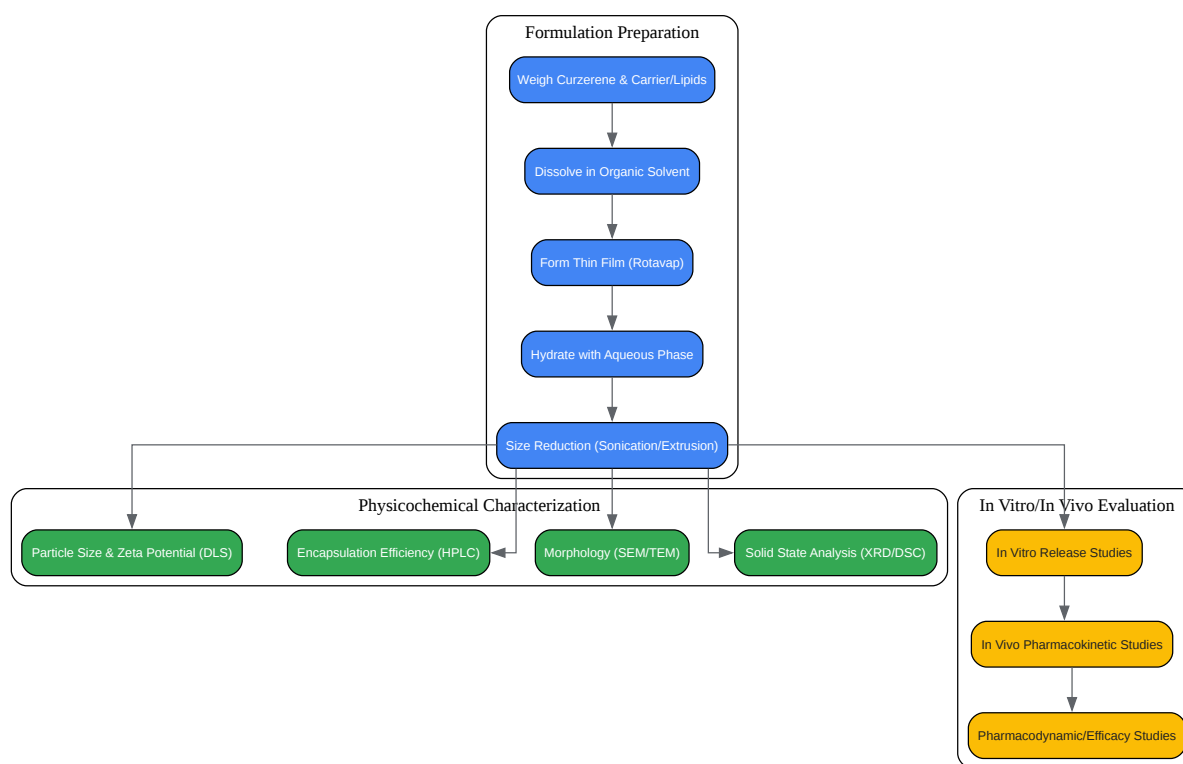 Formulation Preparation
Weigh Curzerene & Carrier/Lipids
Dissolve in Organic Solvent
Form Thin Film (Rotavap)
Hydrate with Aqueous Phase
Size Reduction (Sonication/Extrusion)
Physicochemical Characterization
Particle Size & Zeta Potential (DLS)
Encapsulation Efficiency (HPLC)
Morphology (SEM/TEM)
Solid State Analysis (XRD/DSC)
In Vitro/In Vivo Evaluation
In Vitro Release Studies
In Vivo Pharmacokinetic Studies
Pharmacodynamic/Efficacy Studies